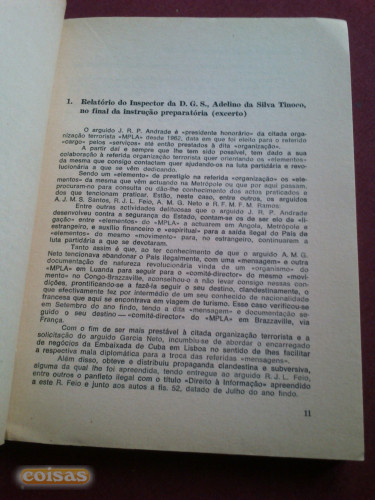 1. Relatório do Inspector da D. G. S., Adelino da Silva Tinoco,
no final da instrução preparatória (excerto)
O arguido J. R. P. Andrade é «presidente honorário» da citada orga-
nização terrorista «MPLA» desde 1962, data em que foi eleito para o referido
«cargo» pelos «serviços» até então prestados à dita «organização».
A partir daí e sempre que lhe tem sido possível, tem dado a sua
colaboração à referida organização terrorista quer orientando os «elementos»
da mesma que consigo contactam quer ajudando-os na luta partidária e revolu-
cionária a que se vêm dedicando.
Sendo um «elemento» de prestígio na referida «organização» os «ele-
mentos» da mesma que vêm actuando na Metrópole ou que por aqui passam,
procuram-no para consulta ou dão-lhe conhecimento dos actos praticados e
dos que tencionam praticar. Estão, neste caso, entre outros, os arguidos
A. J. M. S. Santos, R. J. L. Feio, A. M. G. Neto e R. F. M. F. M. Ramos.
Entre outras actividades delituosas que o arguido J. R. P. Andrade
desenvolveu contra a segurança do Estado, contam-se os de ser elo de «li-
gação» entre «elementos» do «MPLA» a actuarem em Angola, Metrópole e
estrangeiro, e auxílio financeiro e «espiritual» para a saída ilegal do País de
«elementos» do mesmo «movimento» para, no estrangeiro, continuarem a
luta partidária a que se devotaram.
Tanto assim é, que ao ter conhecimento de que o arguido A. M. G.
Neto tencionava abandonar o País ilegalmente, com uma «mensagem» e outra
documentação de natureza revolucionária vinda de um «organismo» do
«MPLA» em Luanda para seguir para o «comité-director» do mesmo «movi-
mento» no Congo-Brazzaville, aconselhou-o a não levar consigo nessas con-
dições, prontificando-se a fazê-la seguir o seu destino, clandestinamente, o
que efectivamente fez por intermédio de um seu conhecido de nacionalidade
francesa que aqui se encontrava em viagem de turismo. Esse caso verificou-se
em Setembro do ano findo, tendo a dita «mensagem» e documentação se-
guido o seu destino — «comité-director» do «MPLA» em Brazzaville, via
França.
Com o fim de ser mais prestável à citada organização terrorista e a
solicitação do arguido Garcia Neto, incumbiu-se de abordar o encarregado
de negócios da Embaixada de Cuba em Lisboa no sentido de lhes facilitar
a respectiva mala diplomática para a troca das referidas «mensagens».
Além disso, obteve e distribuiu propaganda clandestina e subversiva,
alguma da qual lhe foi apreendida, tendo entregue ao arguido R. J. L. Feio,
entre outros o panfleto ilegal com o título «Direito à Informação» apreendido
a este R. Feio e junto aos autos a fls. 52, datado de Julho do ano findo.
11
coisas